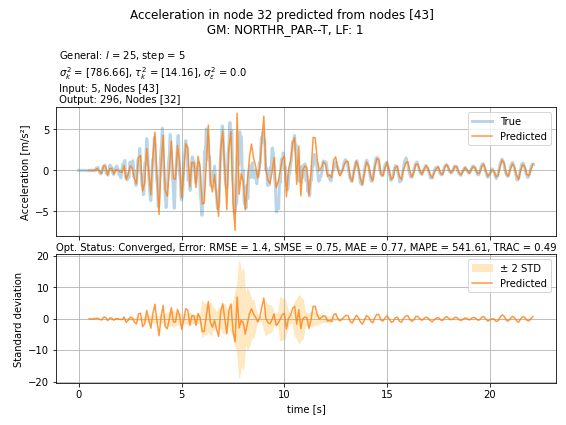 Acceleration in node 32 predicted from nodes [43]
GM: NORTHR_PAR--T, LF: 1
General: l = 25, step = 5
σ²ₖ = [786.66], τ²ₖ = [14.16], σ²ε = 0.0
Input: 5, Nodes [43]
Output: 296, Nodes [32]
Acceleration [m/s²]
5
0
−5
True
Predicted
Opt. Status: Converged, Error: RMSE = 1.4, SMSE = 0.75, MAE = 0.77, MAPE = 541.61, TRAC = 0.49
Standard deviation
20
10
0
−10
−20
± 2 STD
Predicted
0
5
10
15
20
time [s]